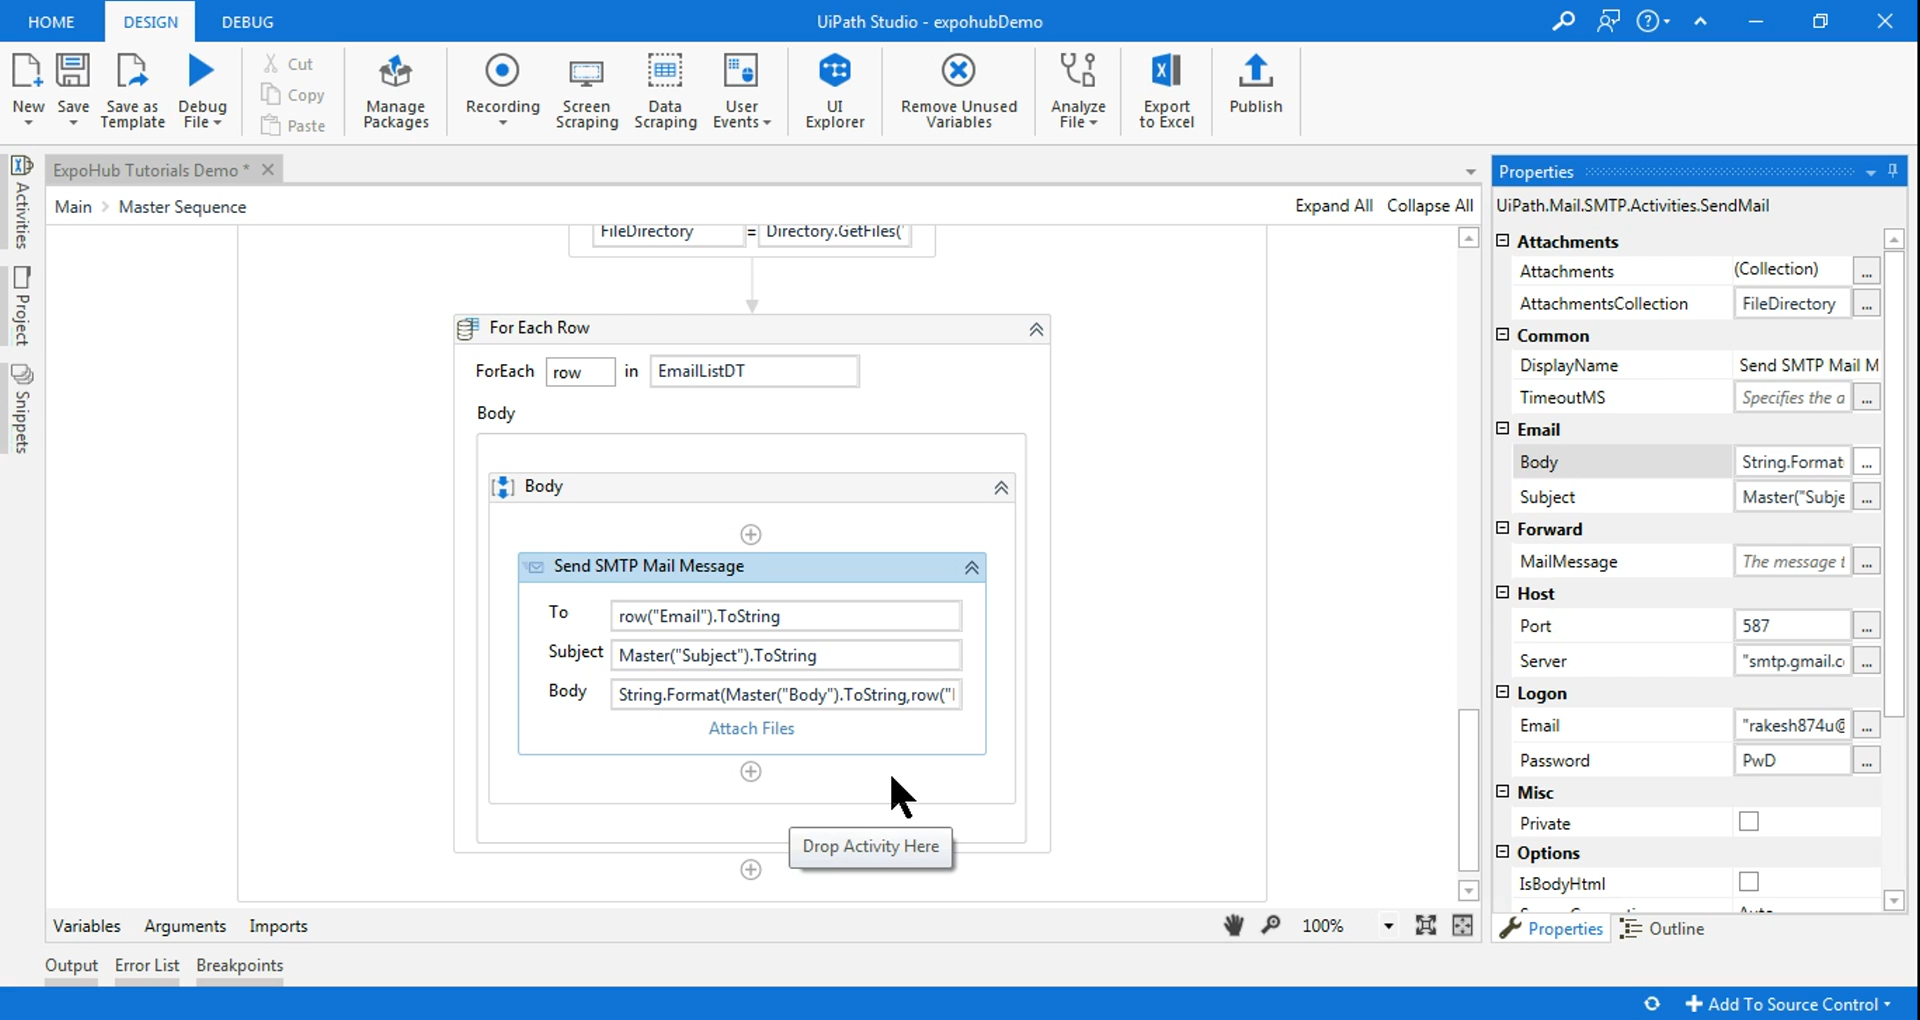 HOME DESIGN DEBUG UiPath Studio - expohubDemo
New Save Save as Template Debug File Cut Copy Paste Manage Packages Recording Screen Scraping Data Scraping User Events UI Explorer Remove Unused Variables Analyze File Export to Excel Publish
Activities
Project
Snippets
ExpoHub Tutorials Demo *
Main > Master Sequence Expand All Collapse All
FileDirectory = Directory.GetFiles('
For Each Row
ForEach row in EmailListDT
Body
Body
Send SMTP Mail Message
To row("Email").ToString
Subject Master("Subject").ToString
Body String.Format(Master("Body").ToString,row("
Attach Files
Drop Activity Here
Variables Arguments Imports 100%
Output Error List Breakpoints
Properties
UiPath.Mail.SMTP.Activities.SendMail
Attachments
Attachments (Collection) ...
AttachmentsCollection FileDirectory ...
Common
DisplayName Send SMTP Mail M
TimeoutMS Specifies the a ...
Email
Body String.Format ...
Subject Master("Subje ...
Forward
MailMessage The message t ...
Host
Port 587 ...
Server "smtp.gmail.c ...
Logon
Email "rakesh874u@ ...
Password PwD ...
Misc
Private
Options
IsBodyHtml
Properties Outline
Add To Source Control